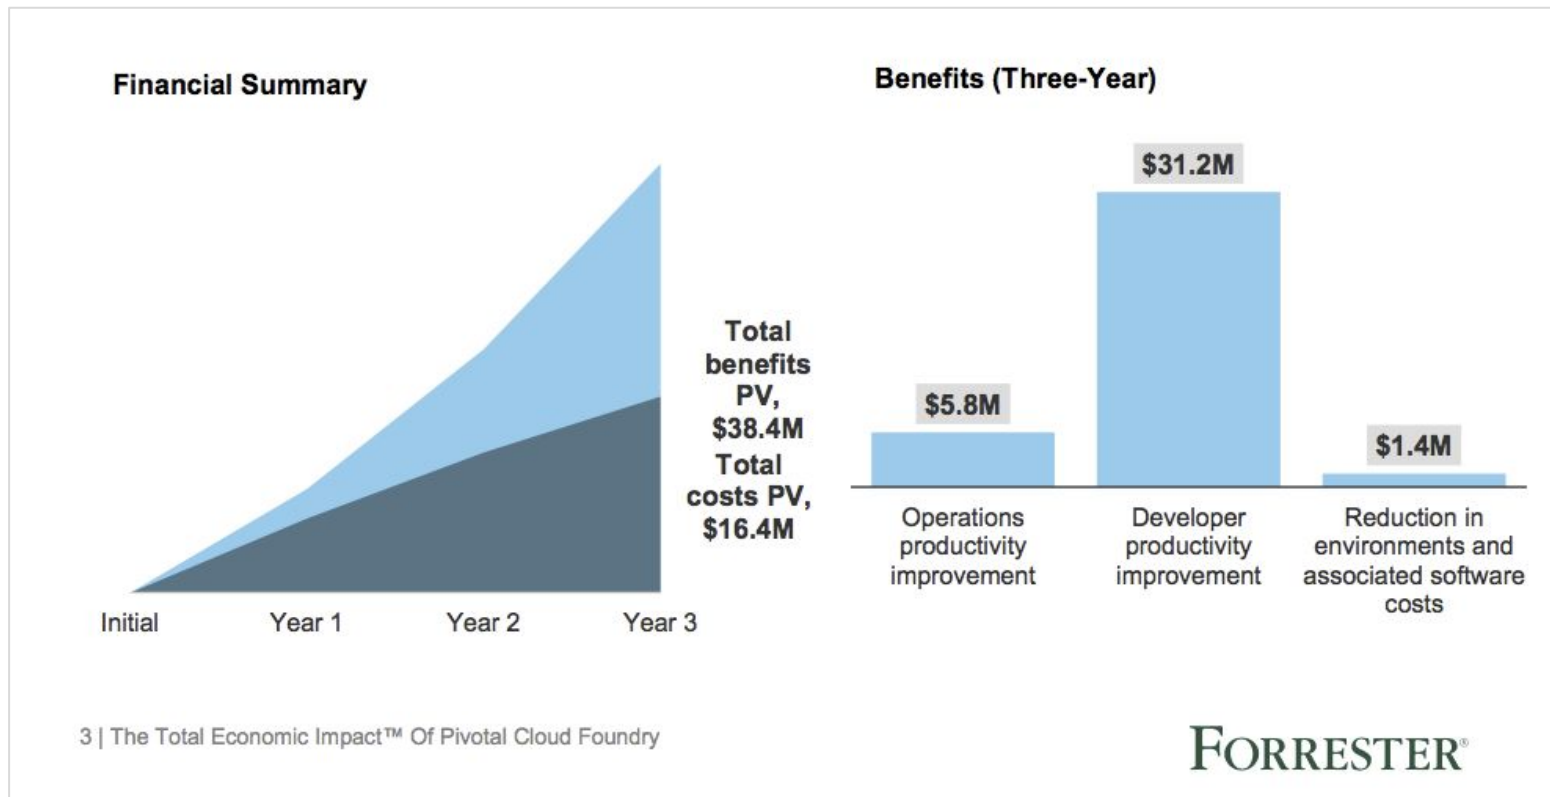 Financial Summary
Total
benefits
PV,
$38.4M
Total
costs PV,
$16.4M
Initial
Year 1
Year 2
Year 3
Benefits (Three-Year)
$5.8M
$31.2M
$1.4M
Operations
productivity
improvement
Developer
productivity
improvement
Reduction in
environments and
associated software
costs
3 | The Total Economic Impact™ Of Pivotal Cloud Foundry
FORRESTER®